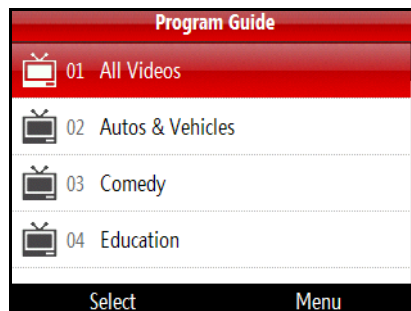 Program Guide
01 All Videos
02 Autos & Vehicles
03 Comedy
04 Education
Select Menu